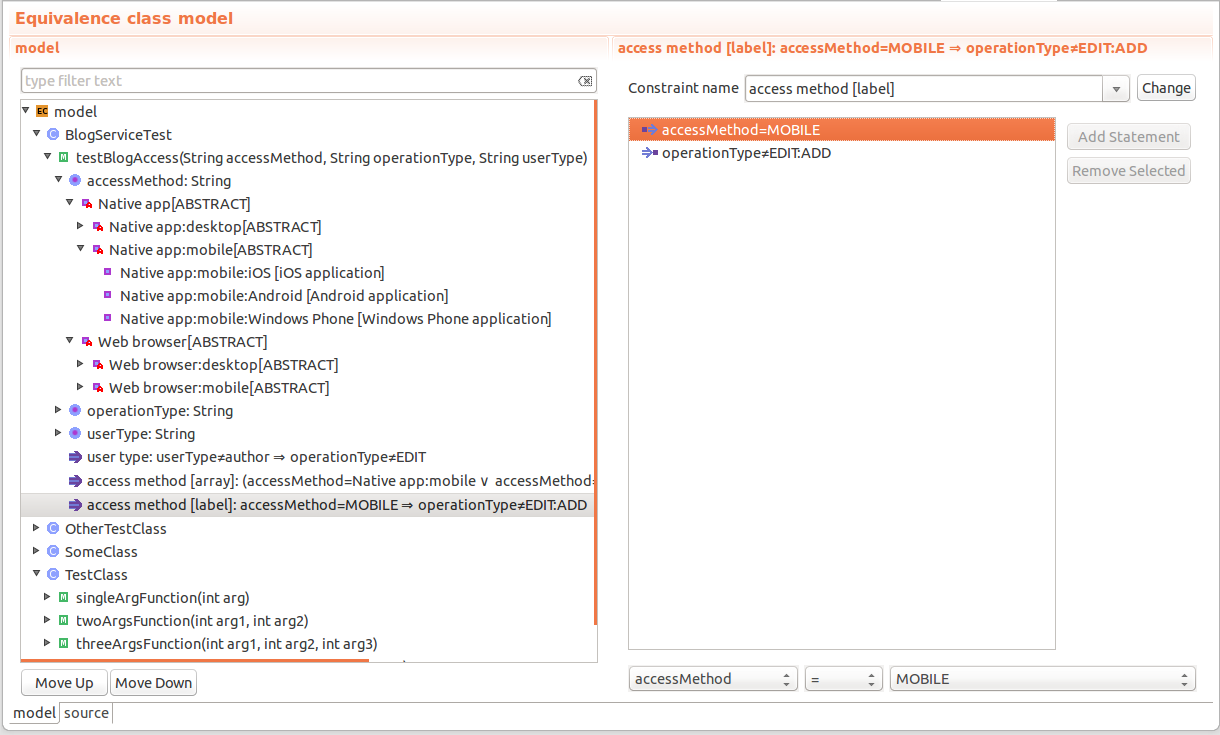 Equivalence class model
model
type filter text
EC model
C BlogServiceTest
M testBlogAccess(String accessMethod, String operationType, String userType)
accessMethod: String
Native app[ABSTRACT]
Native app:desktop[ABSTRACT]
Native app:mobile[ABSTRACT]
Native app:mobile:iOS [iOS application]
Native app:mobile:Android [Android application]
Native app:mobile:Windows Phone [Windows Phone application]
Web browser[ABSTRACT]
Web browser:desktop[ABSTRACT]
Web browser:mobile[ABSTRACT]
operationType: String
userType: String
user type: userType≠author ⇒ operationType≠EDIT
access method [array]: (accessMethod=Native app:mobile ∨ accessMethod=
access method [label]: accessMethod=MOBILE ⇒ operationType≠EDIT:ADD
C OtherTestClass
C SomeClass
C TestClass
M singleArgFunction(int arg)
M twoArgsFunction(int arg1, int arg2)
M threeArgsFunction(int arg1, int arg2, int arg3)
Move Up Move Down
model source
access method [label]: accessMethod=MOBILE ⇒ operationType≠EDIT:ADD
Constraint name access method [label] Change
accessMethod=MOBILE
operationType≠EDIT:ADD
Add Statement
Remove Selected
accessMethod = MOBILE